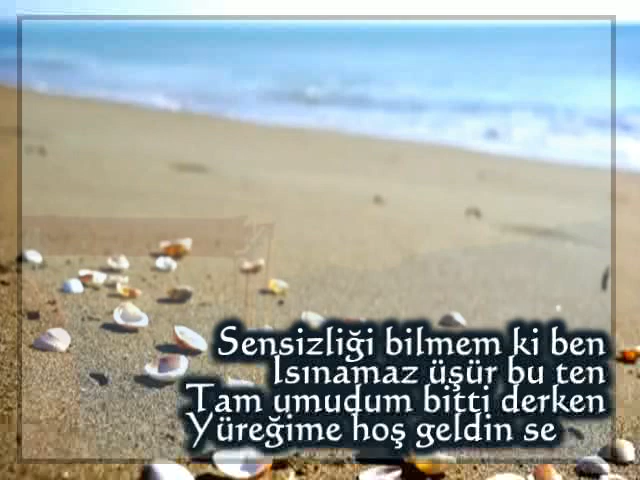 Sensizliği bilmem ki ben
Isınamaz üşür bu ten
Tam umudum bitti derken
Yüreğime hoş geldin se